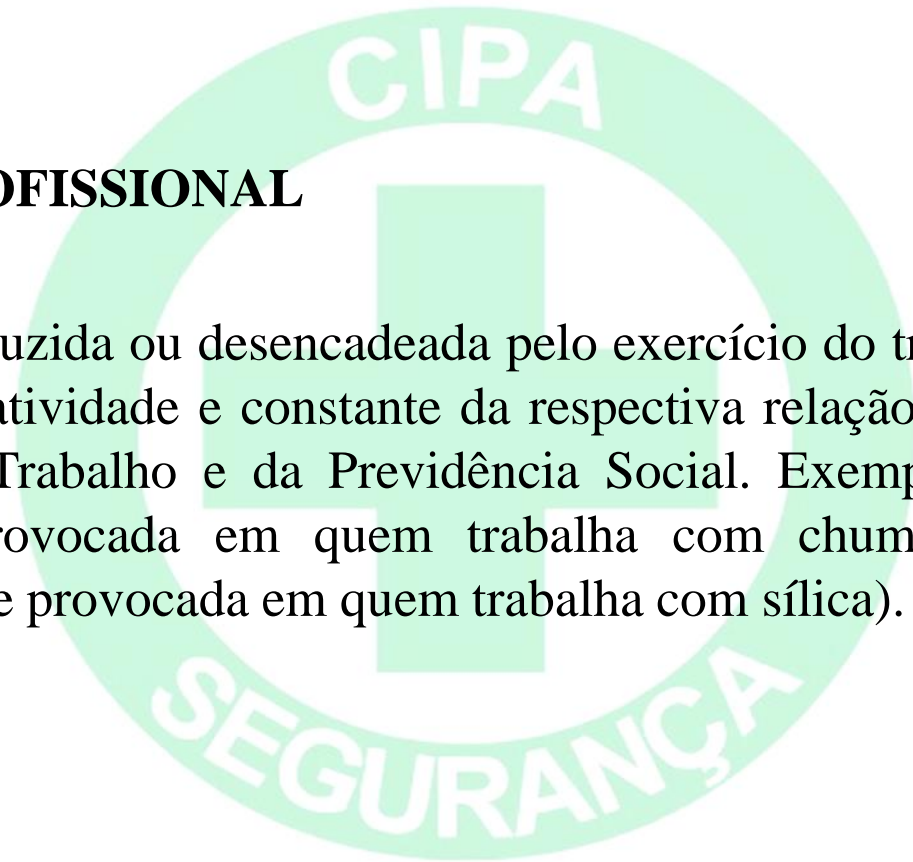 CIPA
OFISSIONAL
uzida ou desencadeada pelo exercício do tr
atividade e constante da respectiva relação
Trabalho e da Previdência Social. Exemp
rovocada em quem trabalha com chum
e provocada em quem trabalha com sílica).
SEGURANÇA